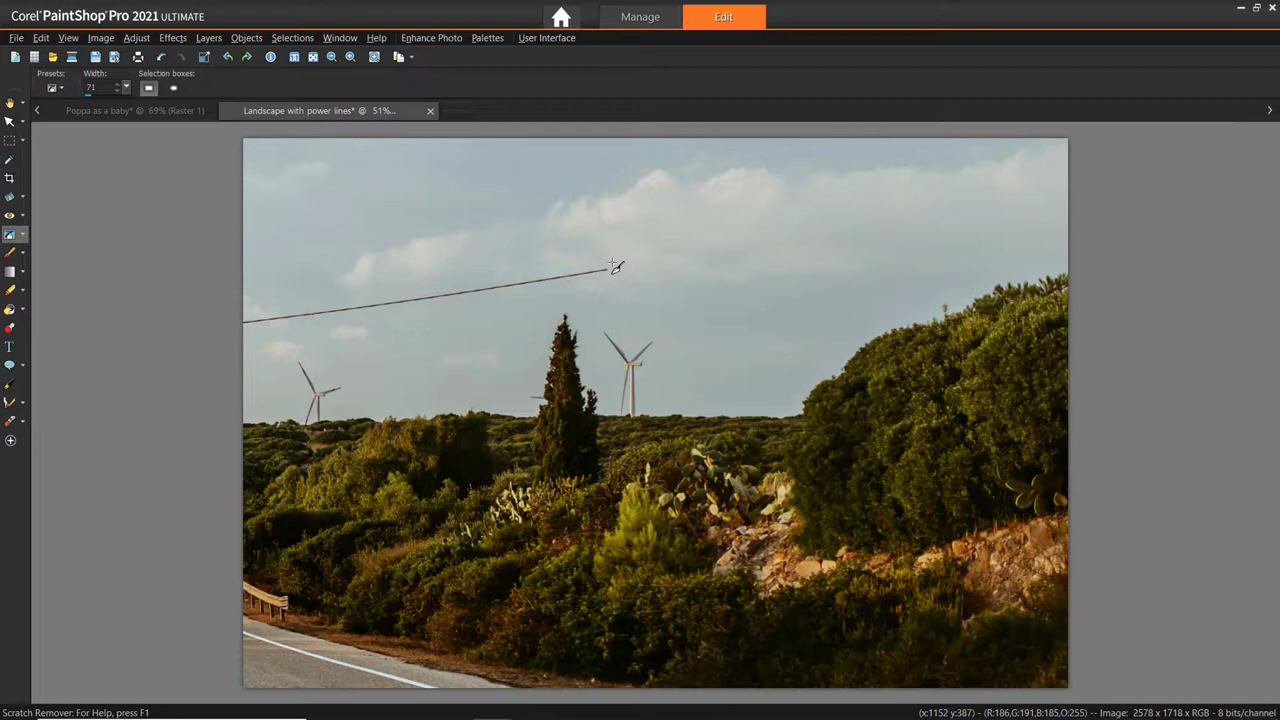 Corel® PaintShop® Pro 2021 ULTIMATE
Manage
Edit
File Edit View Image Adjust Effects Layers Objects Selections Window Help Enhance Photo Palettes User Interface
Presets: Width: Selection boxes:
71
Poppa as a baby* @ 69% (Raster 1)
Landscape with power lines* @ 51%...
T
Scratch Remover: For Help, press F1
(x:1152 y:387) - (R:186,G:191,B:185,O:255) -- Image: 2578 x 1718 x RGB - 8 bits/channel